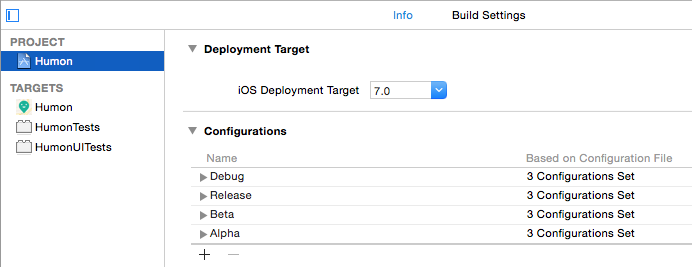 Info Build Settings
PROJECT
Humon
TARGETS
Humon
HumonTests
HumonUITests
Deployment Target
iOS Deployment Target 7.0
Configurations
Name Based on Configuration File
Debug 3 Configurations Set
Release 3 Configurations Set
Beta 3 Configurations Set
Alpha 3 Configurations Set